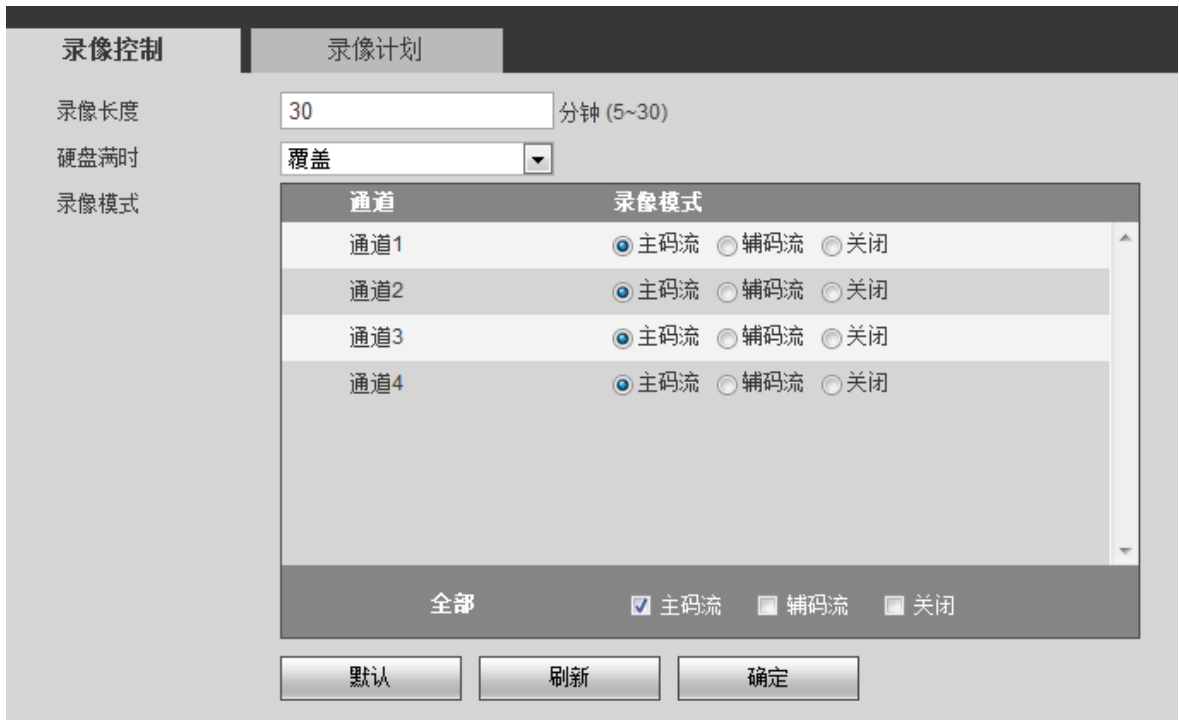 录像控制 录像计划
录像长度 30 分钟 (5~30)
硬盘满时 覆盖
录像模式 通道 录像模式
通道1 主码流 辅码流 关闭
通道2 主码流 辅码流 关闭
通道3 主码流 辅码流 关闭
通道4 主码流 辅码流 关闭
全部 主码流 辅码流 关闭
默认 刷新 确定